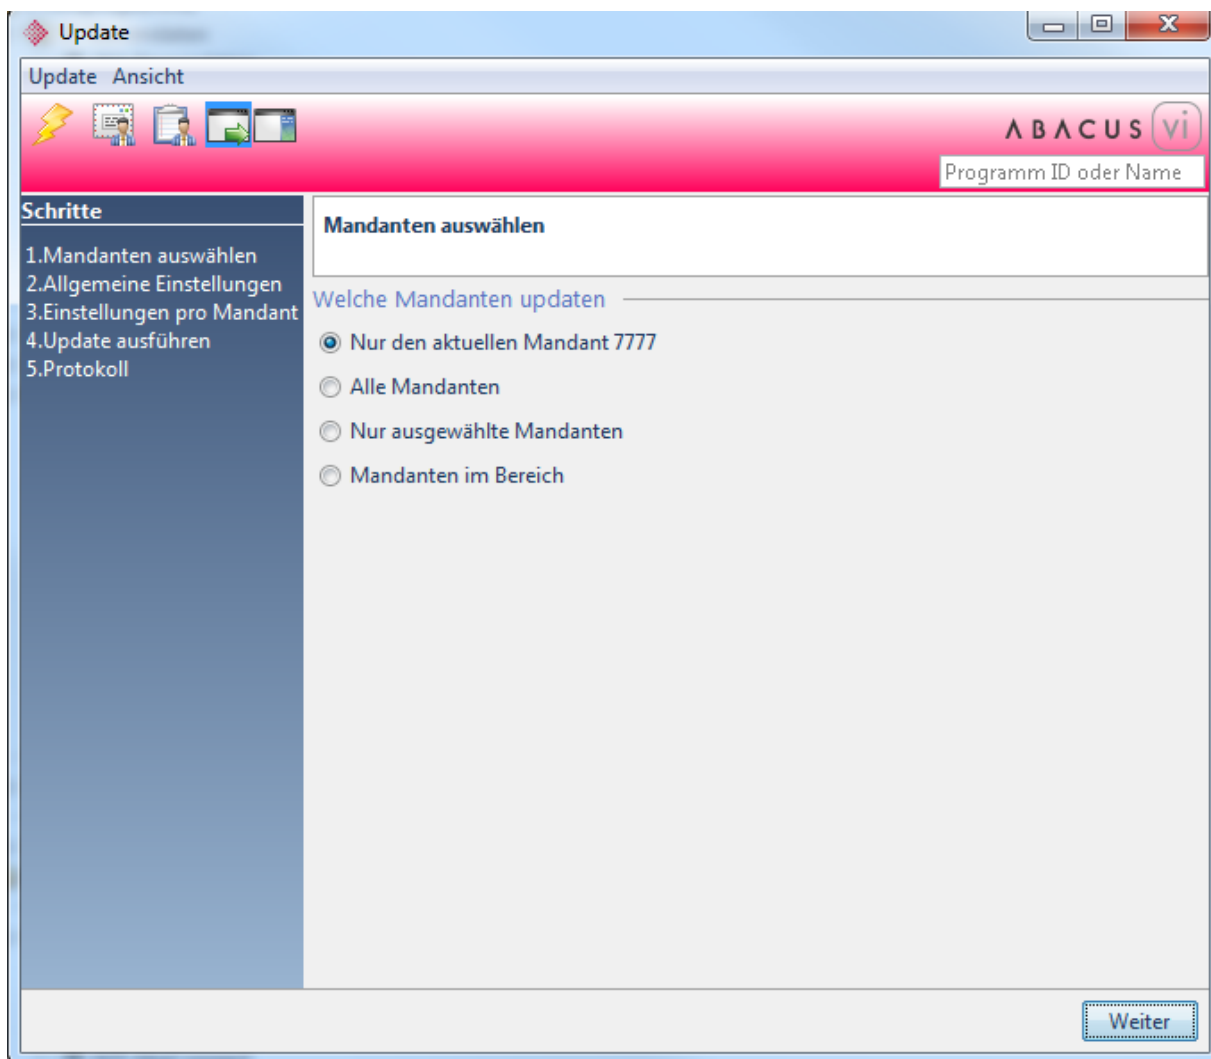 Update
Update Ansicht
ABACUS vi
Programm ID oder Name
Schritte
1.Mandanten auswählen
2.Allgemeine Einstellungen
3.Einstellungen pro Mandant
4.Update ausführen
5.Protokoll
Mandanten auswählen
Welche Mandanten updaten
Nur den aktuellen Mandant 7777
Alle Mandanten
Nur ausgewählte Mandanten
Mandanten im Bereich
Weiter